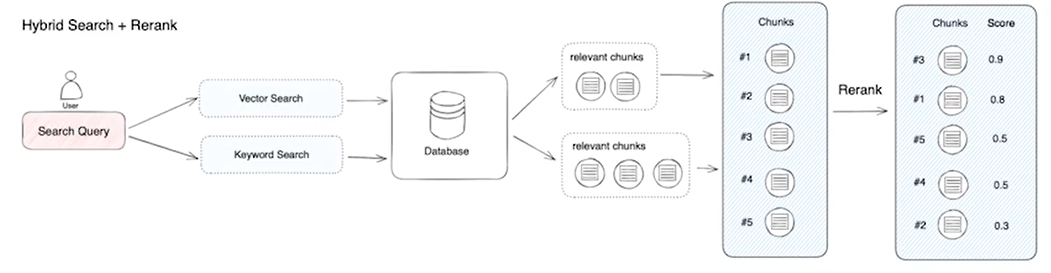 Hybrid Search + Rerank
User
Search Query
Vector Search
Keyword Search
Database
relevant chunks
relevant chunks
Chunks
#1
#2
#3
#4
#5
Rerank
Chunks Score
#3 0.9
#1 0.8
#5 0.5
#4 0.5
#2 0.3